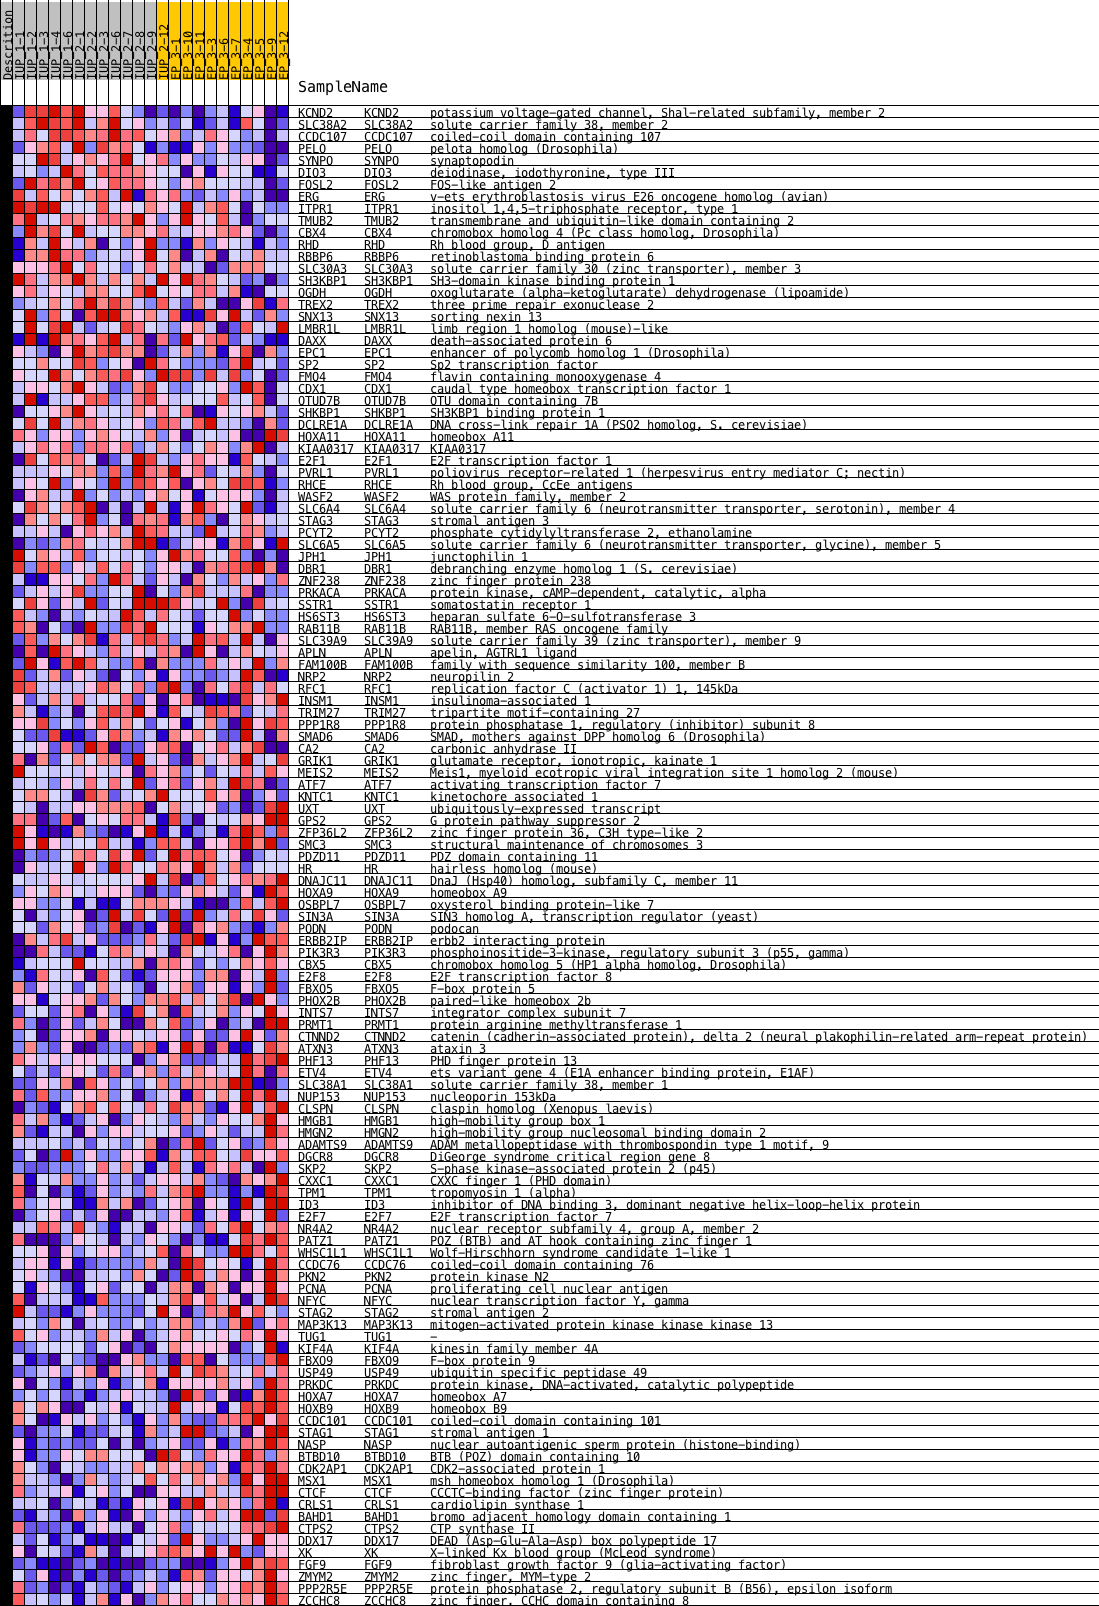 Descrition
IUP_1-1
IUP_1-2
IUP_1-3
IUP_1-4
IUP_1-6
IUP_2-1
IUP_2-2
IUP_2-3
IUP_2-6
IUP_2-7
IUP_2-8
IUP_2-9
IUP_2-12
EP_3-1
EP_3-10
EP_3-11
EP_3-3
EP_3-6
EP_3-7
EP_3-4
EP_3-5
EP_3-9
EP_3-12
SampleName
KCND2 KCND2 potassium voltage-gated channel, Shal-related subfamily, member 2
SLC38A2 SLC38A2 solute carrier family 38, member 2
CCDC107 CCDC107 coiled-coil domain containing 107
PELO PELO pelota homolog (Drosophila)
SYNPO SYNPO synaptopodin
DIO3 DIO3 deiodinase, iodothyronine, type III
FOSL2 FOSL2 FOS-like antigen 2
ERG ERG v-ets erythroblastosis virus E26 oncogene homolog (avian)
ITPR1 ITPR1 inositol 1,4,5-triphosphate receptor, type 1
TMUB2 TMUB2 transmembrane and ubiquitin-like domain containing 2
CBX4 CBX4 chromobox homolog 4 (Pc class homolog, Drosophila)
RHD RHD Rh blood group, D antigen
RBBP6 RBBP6 retinoblastoma binding protein 6
SLC30A3 SLC30A3 solute carrier family 30 (zinc transporter), member 3
SH3KBP1 SH3KBP1 SH3-domain kinase binding protein 1
OGDH OGDH oxoglutarate (alpha-ketoglutarate) dehydrogenase (lipoamide)
TREX2 TREX2 three prime repair exonuclease 2
SNX13 SNX13 sorting nexin 13
LMBR1L LMBR1L limb region 1 homolog (mouse)-like
DAXX DAXX death-associated protein 6
EPC1 EPC1 enhancer of polycomb homolog 1 (Drosophila)
SP2 SP2 Sp2 transcription factor
FMO4 FMO4 flavin containing monooxygenase 4
CDX1 CDX1 caudal type homeobox transcription factor 1
OTUD7B OTUD7B OTU domain containing 7B
SHKBP1 SHKBP1 SH3KBP1 binding protein 1
DCLRE1A DCLRE1A DNA cross-link repair 1A (PSO2 homolog, S. cerevisiae)
HOXA11 HOXA11 homeobox A11
KIAA0317 KIAA0317 KIAA0317
E2F1 E2F1 E2F transcription factor 1
PVRL1 PVRL1 poliovirus receptor-related 1 (herpesvirus entry mediator C; nectin)
RHCE RHCE Rh blood group, CcEe antigens
WASF2 WASF2 WAS protein family, member 2
SLC6A4 SLC6A4 solute carrier family 6 (neurotransmitter transporter, serotonin), member 4
STAG3 STAG3 stromal antigen 3
PCYT2 PCYT2 phosphate cytidylyltransferase 2, ethanolamine
SLC6A5 SLC6A5 solute carrier family 6 (neurotransmitter transporter, glycine), member 5
JPH1 JPH1 junctophilin 1
DBR1 DBR1 debranching enzyme homolog 1 (S. cerevisiae)
ZNF238 ZNF238 zinc finger protein 238
PRKACA PRKACA protein kinase, cAMP-dependent, catalytic, alpha
SSTR1 SSTR1 somatostatin receptor 1
HS6ST3 HS6ST3 heparan sulfate 6-O-sulfotransferase 3
RAB11B RAB11B RAB11B, member RAS oncogene family
SLC39A9 SLC39A9 solute carrier family 39 (zinc transporter), member 9
APLN APLN apelin, AGTRL1 ligand
FAM100B FAM100B family with sequence similarity 100, member B
NRP2 NRP2 neuropilin 2
RFC1 RFC1 replication factor C (activator 1) 1, 145kDa
INSM1 INSM1 insulinoma-associated 1
TRIM27 TRIM27 tripartite motif-containing 27
PPP1R8 PPP1R8 protein phosphatase 1, regulatory (inhibitor) subunit 8
SMAD6 SMAD6 SMAD, mothers against DPP homolog 6 (Drosophila)
CA2 CA2 carbonic anhydrase II
GRIK1 GRIK1 glutamate receptor, ionotropic, kainate 1
MEIS2 MEIS2 Meis1, myeloid ecotropic viral integration site 1 homolog 2 (mouse)
ATF7 ATF7 activating transcription factor 7
KNTC1 KNTC1 kinetochore associated 1
UXT UXT ubiquitously-expressed transcript
GPS2 GPS2 G protein pathway suppressor 2
ZFP36L2 ZFP36L2 zinc finger protein 36, C3H type-like 2
SMC3 SMC3 structural maintenance of chromosomes 3
PDZD11 PDZD11 PDZ domain containing 11
HR HR hairless homolog (mouse)
DNAJC11 DNAJC11 DnaJ (Hsp40) homolog, subfamily C, member 11
HOXA9 HOXA9 homeobox A9
OSBPL7 OSBPL7 oxysterol binding protein-like 7
SIN3A SIN3A SIN3 homolog A, transcription regulator (yeast)
PODN PODN podocan
ERBB2IP ERBB2IP erbb2 interacting protein
PIK3R3 PIK3R3 phosphoinositide-3-kinase, regulatory subunit 3 (p55, gamma)
CBX5 CBX5 chromobox homolog 5 (HP1 alpha homolog, Drosophila)
E2F8 E2F8 E2F transcription factor 8
FBXO5 FBXO5 F-box protein 5
PHOX2B PHOX2B paired-like homeobox 2b
INTS7 INTS7 integrator complex subunit 7
PRMT1 PRMT1 protein arginine methyltransferase 1
CTNND2 CTNND2 catenin (cadherin-associated protein), delta 2 (neural plakophilin-related arm-repeat protein)
ATXN3 ATXN3 ataxin 3
PHF13 PHF13 PHD finger protein 13
ETV4 ETV4 ets variant gene 4 (E1A enhancer binding protein, E1AF)
SLC38A1 SLC38A1 solute carrier family 38, member 1
NUP153 NUP153 nucleoporin 153kDa
CLSPN CLSPN claspin homolog (Xenopus laevis)
HMGB1 HMGB1 high-mobility group box 1
HMGN2 HMGN2 high-mobility group nucleosomal binding domain 2
ADAMTS9 ADAMTS9 ADAM metallopeptidase with thrombospondin type 1 motif, 9
DGCR8 DGCR8 DiGeorge syndrome critical region gene 8
SKP2 SKP2 S-phase kinase-associated protein 2 (p45)
CXXC1 CXXC1 CXXC finger 1 (PHD domain)
TPM1 TPM1 tropomyosin 1 (alpha)
ID3 ID3 inhibitor of DNA binding 3, dominant negative helix-loop-helix protein
E2F7 E2F7 E2F transcription factor 7
NR4A2 NR4A2 nuclear receptor subfamily 4, group A, member 2
PATZ1 PATZ1 POZ (BTB) and AT hook containing zinc finger 1
WHSC1L1 WHSC1L1 Wolf-Hirschhorn syndrome candidate 1-like 1
CCDC76 CCDC76 coiled-coil domain containing 76
PKN2 PKN2 protein kinase N2
PCNA PCNA proliferating cell nuclear antigen
NFYC NFYC nuclear transcription factor Y, gamma
STAG2 STAG2 stromal antigen 2
MAP3K13 MAP3K13 mitogen-activated protein kinase kinase kinase 13
TUG1 TUG1 -
KIF4A KIF4A kinesin family member 4A
FBXO9 FBXO9 F-box protein 9
USP49 USP49 ubiquitin specific peptidase 49
PRKDC PRKDC protein kinase, DNA-activated, catalytic polypeptide
HOXA7 HOXA7 homeobox A7
HOXB9 HOXB9 homeobox B9
CCDC101 CCDC101 coiled-coil domain containing 101
STAG1 STAG1 stromal antigen 1
NASP NASP nuclear autoantigenic sperm protein (histone-binding)
BTBD10 BTBD10 BTB (POZ) domain containing 10
CDK2AP1 CDK2AP1 CDK2-associated protein 1
MSX1 MSX1 msh homeobox homolog 1 (Drosophila)
CTCF CTCF CCCTC-binding factor (zinc finger protein)
CRLS1 CRLS1 cardiolipin synthase 1
BAHD1 BAHD1 bromo adjacent homology domain containing 1
CTPS2 CTPS2 CTP synthase II
DDX17 DDX17 DEAD (Asp-Glu-Ala-Asp) box polypeptide 17
XK XK X-linked Kx blood group (McLeod syndrome)
FGF9 FGF9 fibroblast growth factor 9 (glia-activating factor)
ZMYM2 ZMYM2 zinc finger, MYM-type 2
PPP2R5E PPP2R5E protein phosphatase 2, regulatory subunit B (B56), epsilon isoform
ZCCHC8 ZCCHC8 zinc finger, CCHC domain containing 8